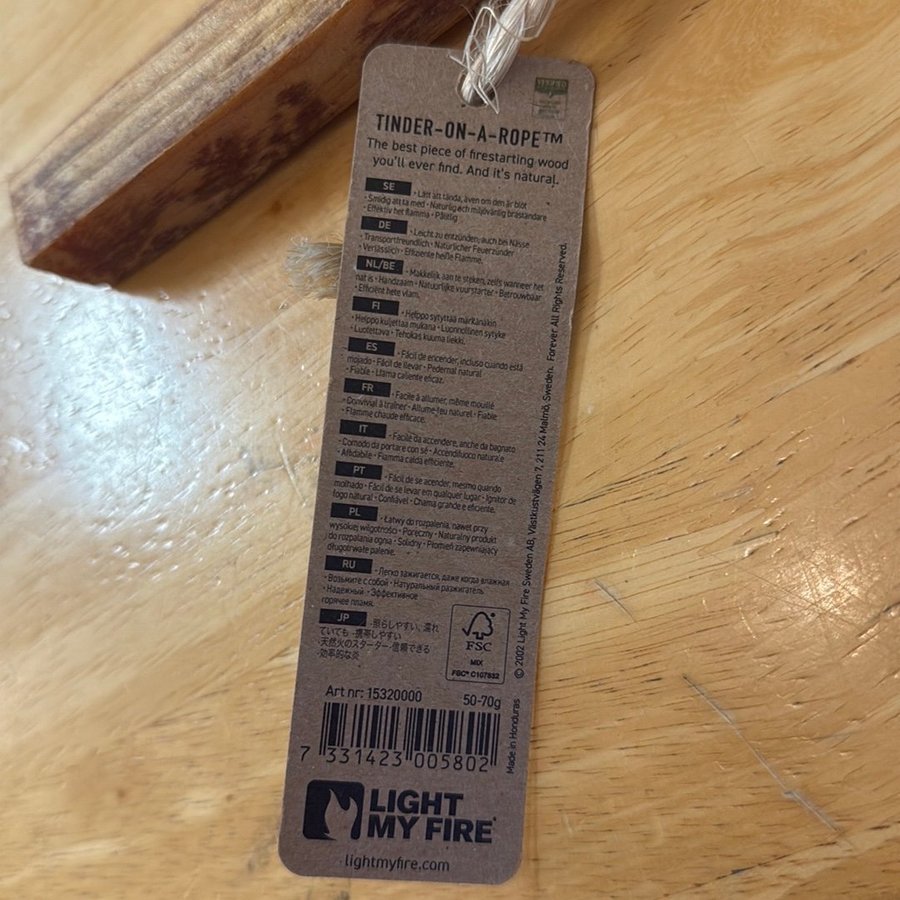 TINDER-ON-A-ROPE™
The best piece of firestarting wood
you'll ever find. And it's natural.
SE · Lätt att tända, även om den är blöt
· Smidig att ta med · Naturlig och miljövänlig braständare
· Effektiv het flamma · Pålitlig
DE · Leicht zu entzünden, auch bei Nässe
· Transportfreundlich · Natürlicher Feuerzünder
· Verlässlich · Effiziente heiße Flamme.
NL/BE · Makkelijk aan te steken, zelfs wanneer het
nat is · Handzaam · Natuurlijke vuurstarter · Betrouwbaar
· Efficiënt hete vlam.
FI · Helppo sytyttää märkänäkin
· Helppo kuljettaa mukana · Luonnollinen sytyke
· Luotettava · Tehokas kuuma liekki.
ES · Fácil de encender, incluso cuando está
mojado · Fácil de llevar · Pedernal natural
· Fiable · Llama caliente eficaz.
FR · Facile à allumer, même mouillé
· Convivial à traîner · Allume-feu naturel · Fiable
· Flamme chaude efficace.
IT · Facile da accendere, anche da bagnato
· Comodo da portare con sé · Accendifuoco naturale
· Affidabile · Fiamma calda efficiente.
PT · Fácil de se acender, mesmo quando
molhado · Fácil de se levar em qualquer lugar · Ignitor de
fogo natural · Confiável · Chama grande e eficiente.
PL · Łatwy do rozpalenia, nawet przy
wysokiej wilgotności · Poręczny · Naturalny produkt
do rozpalania ognia · Solidny · Płomień zapewniający
długotrwałe palenie.
RU · Легко зажигается, даже когда влажная
· Возьмите с собой · Натуральный разжигатель
· Надежный · Эффективное
горячее пламя.
JP ·照らしやすい、濡れ
ていても ·携帯しやすい
·天然火のスターター ·信頼できる
·効率的な炎
FSC
MIX
FSC® C107832
Art nr: 15320000 50-70g
7 331423 005802
LIGHT
MY FIRE
lightmyfire.com
Made in Honduras © 2002 Light My Fire Sweden AB, Västkustvägen 7, 211 24 Malmö, Sweden. Forever All Rights Reserved.